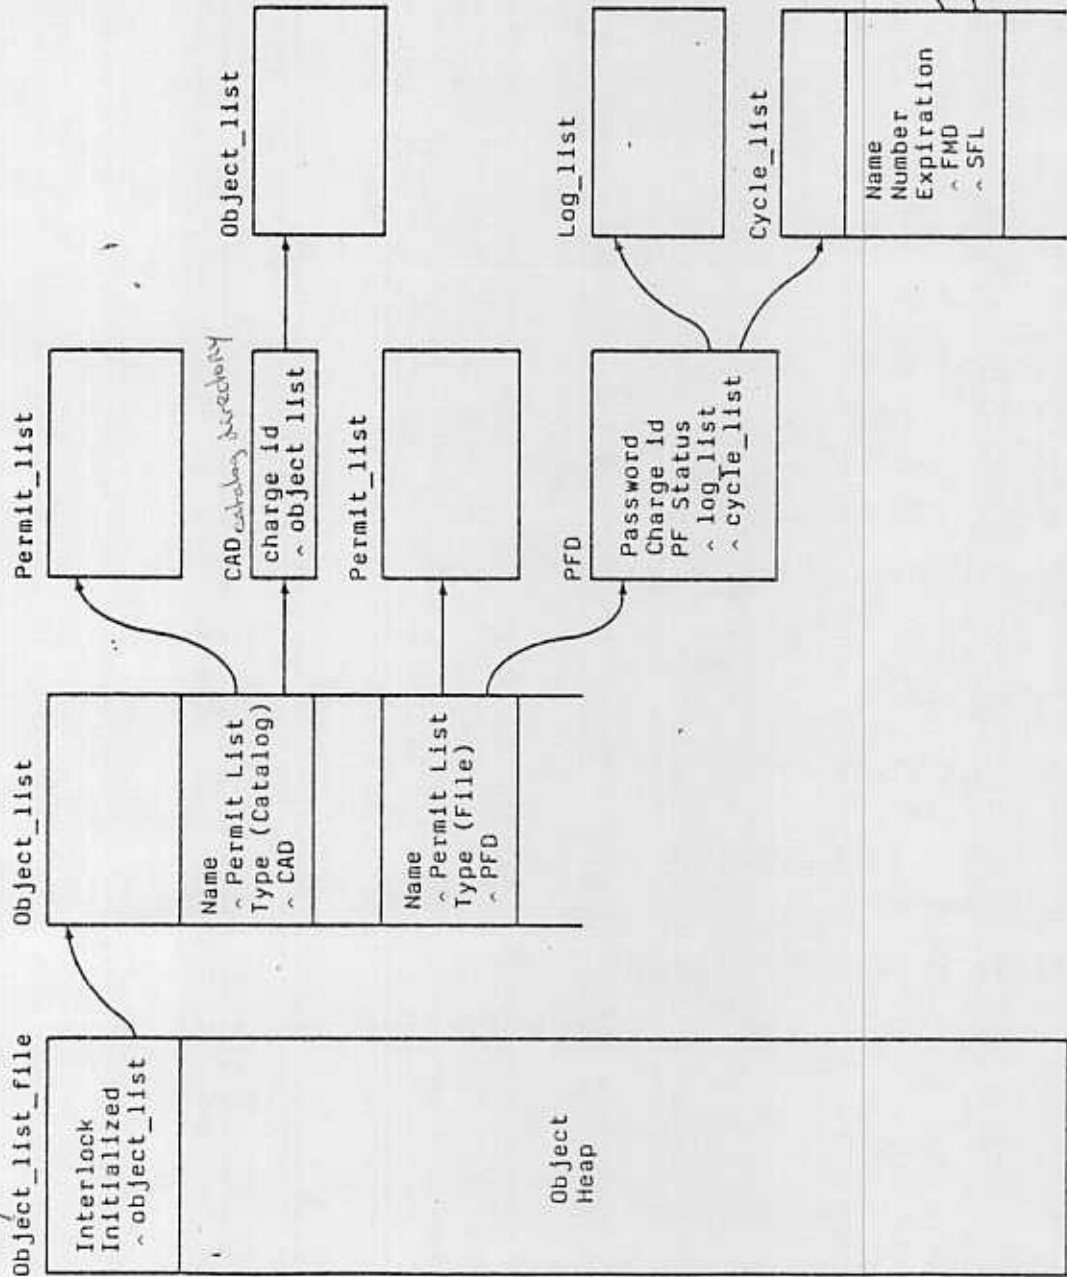 Object_list_file
Interlock
Initialized
^ object_list
Object
Heap
Object_list
Name
^ Permit List
Type (Catalog)
^ CAD
Name
^ Permit List
Type (File)
^ PFD
Permit_list
CAD catalog directory
charge id
^ object list
Permit_list
PFD
Password
Charge id
PF Status
^ log_list
^ cycle_list
Object_list
Log_list
Cycle_list
Name
Number
Expiration
^ FMD
^ SFL